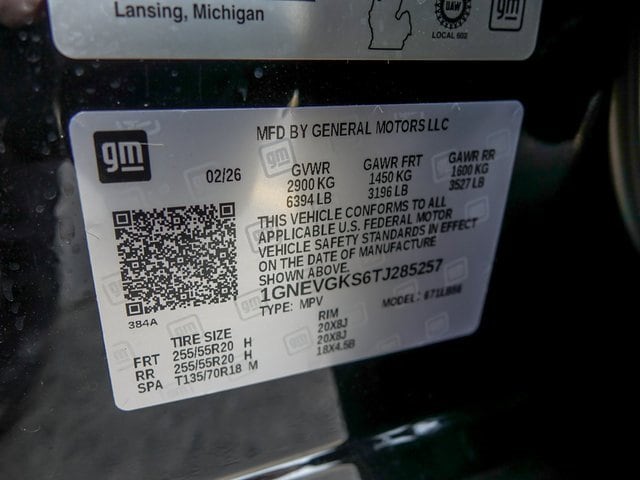 Lansing, Michigan
UAW
LOCAL 602
gm
MFD BY GENERAL MOTORS LLC
gm
02/26
GVWR GAWR FRT GAWR RR
2900 KG 1450 KG 1600 KG
6394 LB 3196 LB 3527 LB
THIS VEHICLE CONFORMS TO ALL
APPLICABLE U.S. FEDERAL MOTOR
VEHICLE SAFETY STANDARDS IN EFFECT
ON THE DATE OF MANUFACTURE
SHOWN ABOVE.
1GNEVGKS6TJ285257
TYPE: MPV MODEL:
384A
TIRE SIZE RIM
FRT 255/55R20 H 20X8J
RR 255/55R20 H 20X8J
SPA T135/70R18 M 18X4.5B